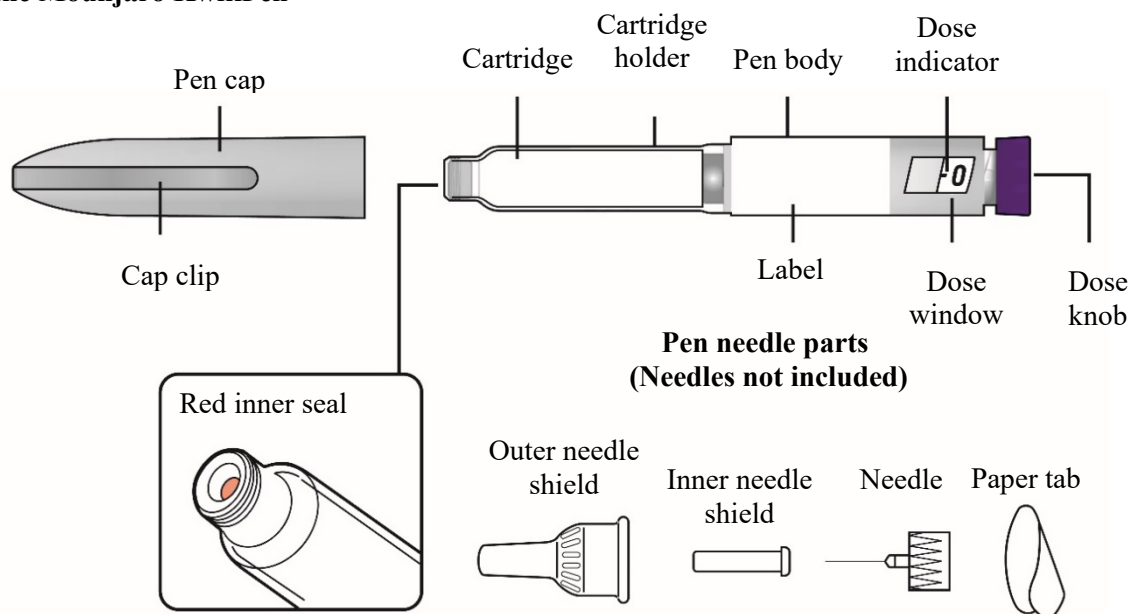 Cartridge
holder
Dose
indicator
Cartridge
Pen body
Pen cap
-0
Cap clip
Label
Dose
window
Dose
knob
Pen needle parts
(Needles not included)
Red inner seal
Outer needle
shield
Inner needle
shield
Needle
Paper tab